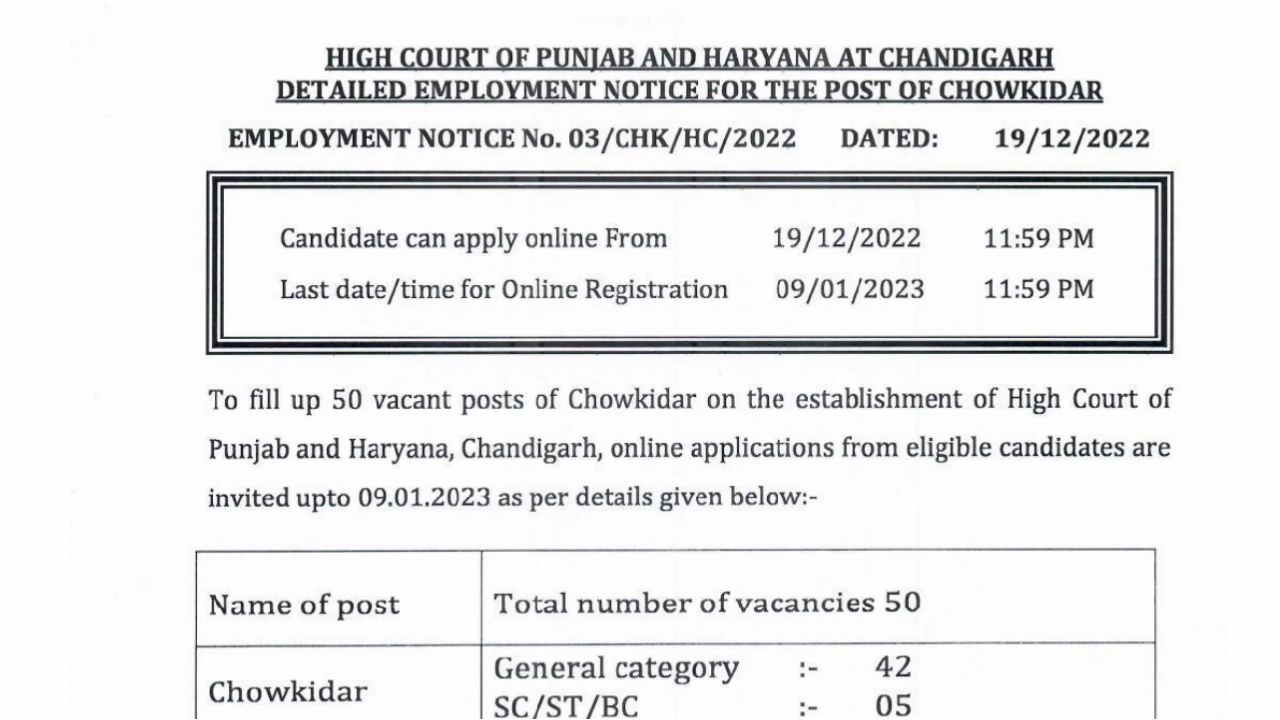 HIGH COURT OF PUNJAB AND HARYANA AT CHANDIGARH
DETAILED EMPLOYMENT NOTICE FOR THE POST OF CHOWKIDAR
EMPLOYMENT NOTICE No. 03/CHK/HC/2022 DATED: 19/12/2022
Candidate can apply online From 19/12/2022 11:59 PM
Last date/time for Online Registration 09/01/2023 11:59 PM
To fill up 50 vacant posts of Chowkidar on the establishment of High Court of
Punjab and Haryana, Chandigarh, online applications from eligible candidates are
invited upto 09.01.2023 as per details given below:-
Name of post Total number of vacancies 50
General category :- 42
Chowkidar
SC/ST/BC :- 05